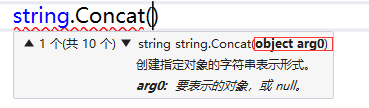 string.Concat()
▲ 1 个(共 10 个) ▼ string string.Concat(object arg0)
创建指定对象的字符串表示形式。
arg0: 要表示的对象，或 null。